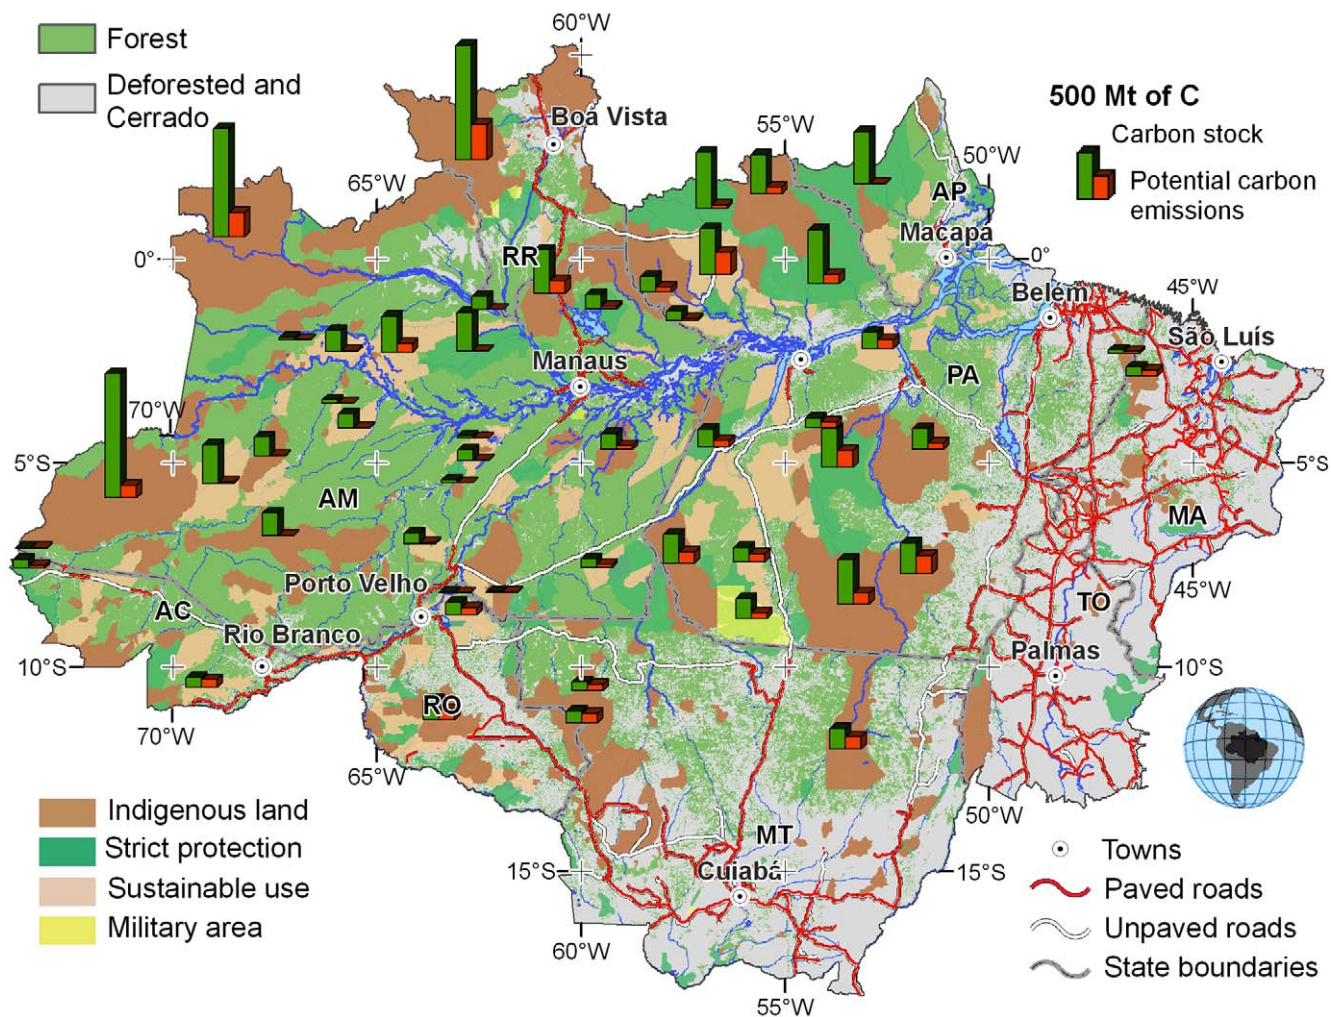 60°W
Forest
Deforested and
Cerrado
500 Mt of C
Carbon stock
Potential carbon
emissions
Boá Vista
55°W
50°W
65°W
AP
Macapá
RR
0°
0°
Belem
45°W
São Luís
Manaus
PA
70°W
5°S
5°S
AM
MA
Porto Velho
45°W
AC
TO
Rio Branco
Palmas
10°S
10°S
RO
70°W
65°W
50°W
Indigenous land
Strict protection
Sustainable use
Military area
MT
Cuiabá
15°S
15°S
60°W
55°W
Towns
Paved roads
Unpaved roads
State boundaries